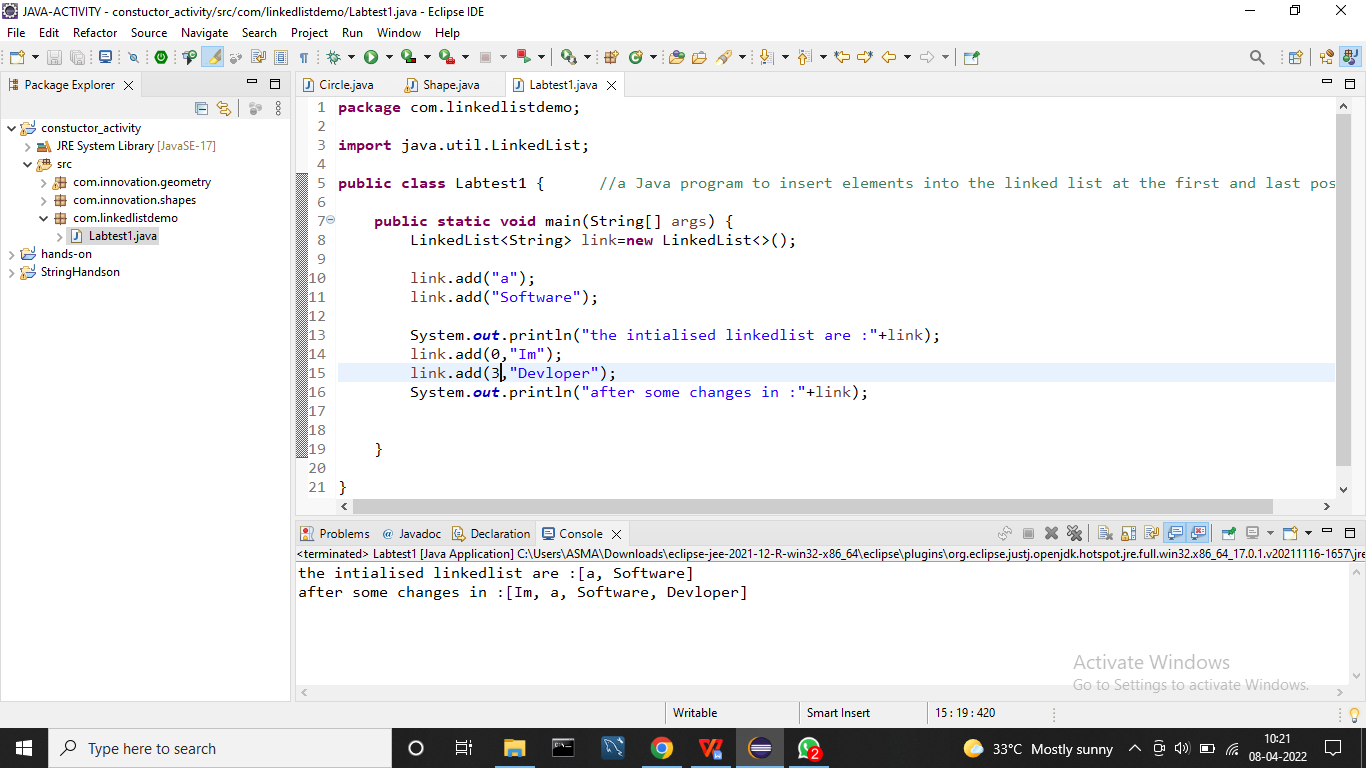 JAVA-ACTIVITY - constuctor_activity/src/com/linkedlistdemo/Labtest1.java - Eclipse IDE
File Edit Refactor Source Navigate Search Project Run Window Help
Package Explorer
constuctor_activity
JRE System Library [JavaSE-17]
src
com.innovation.geometry
com.innovation.shapes
com.linkedlistdemo
Labtest1.java
hands-on
StringHandson
Circle.java Shape.java Labtest1.java
1 package com.linkedlistdemo;
2
3 import java.util.LinkedList;
4
5 public class Labtest1 { //a Java program to insert elements into the linked list at the first and last pos
6
7 public static void main(String[] args) {
8 LinkedList<String> link=new LinkedList<>();
9
10 link.add("a");
11 link.add("Software");
12
13 System.out.println("the intialised linkedlist are :"+link);
14 link.add(0,"Im");
15 link.add(3,"Devloper");
16 System.out.println("after some changes in :"+link);
17
18
19 }
20
21 }
Problems @ Javadoc Declaration Console
<terminated> Labtest1 [Java Application] C:\Users\ASMA\Downloads\eclipse-jee-2021-12-R-win32-x86_64\eclipse\plugins\org.eclipse.justj.openjdk.hotspot.jre.full.win32.x86_64_17.0.1.v20211116-1657\jre
the intialised linkedlist are :[a, Software]
after some changes in :[Im, a, Software, Devloper]
Activate Windows
Go to Settings to activate Windows.
Writable Smart Insert 15 : 19 : 420
Type here to search
2
33°C Mostly sunny
10:21
08-04-2022